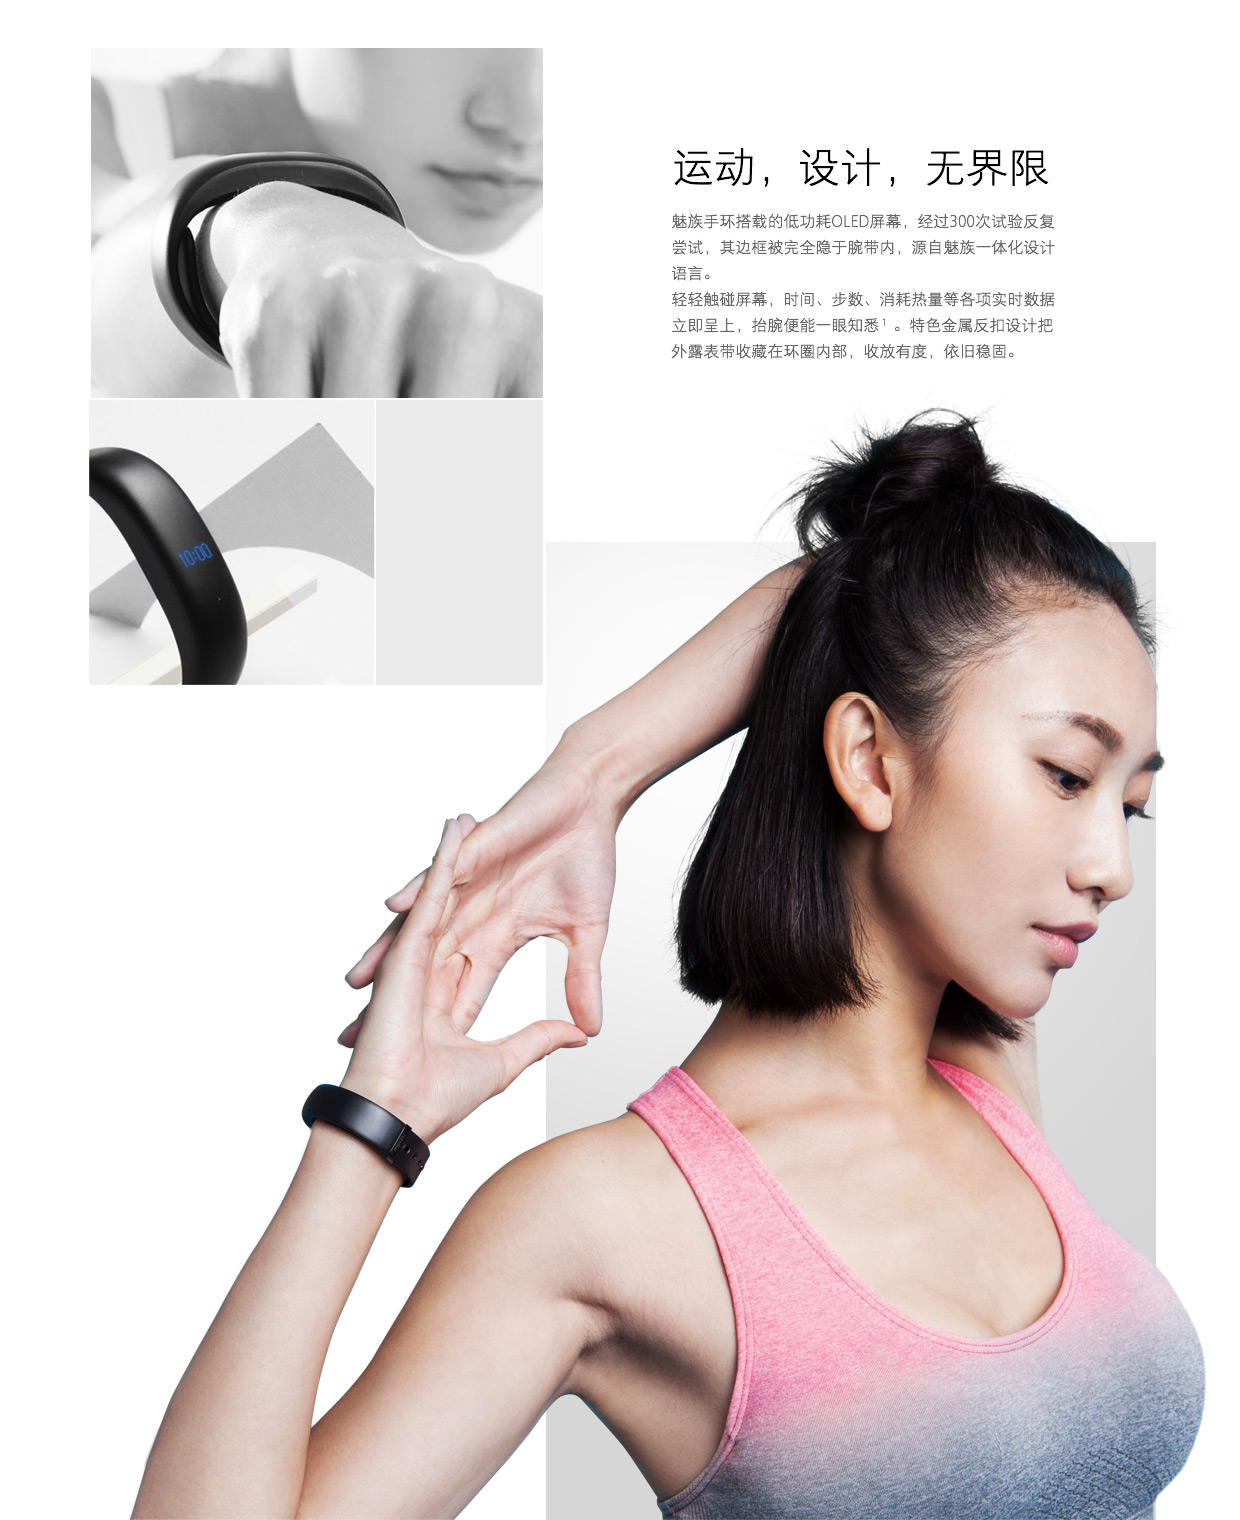 运动，设计，无界限
魅族手环搭载的低功耗OLED屏幕，经过300次试验反复
尝试，其边框被完全隐于腕带内，源自魅族一体化设计
语言。
轻轻触碰屏幕，时间、步数、消耗热量等各项实时数据
立即呈上，抬腕便能一眼知悉¹。特色金属反扣设计把
外露表带收藏在环圈内部，收放有度，依旧稳固。
10:00